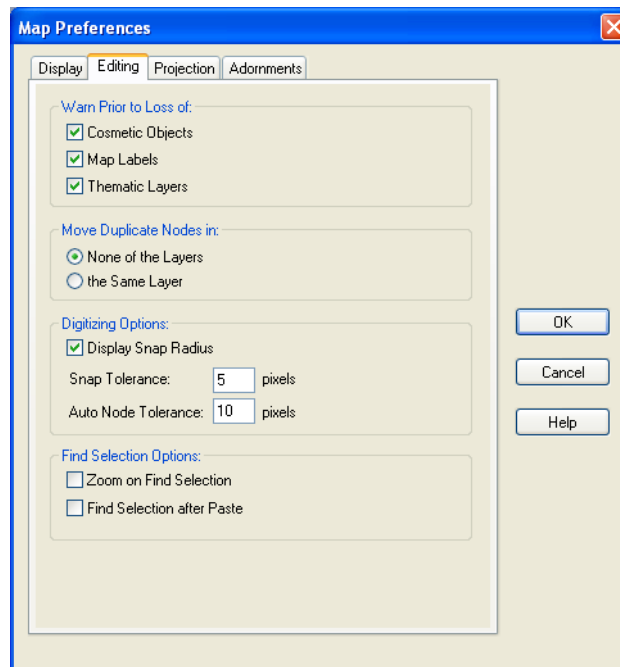 Map Preferences
Display Editing Projection Adornments
Warn Prior to Loss of:
Cosmetic Objects
Map Labels
Thematic Layers
Move Duplicate Nodes in:
None of the Layers
the Same Layer
Digitizing Options:
Display Snap Radius
Snap Tolerance: 5 pixels
Auto Node Tolerance: 10 pixels
Find Selection Options:
Zoom on Find Selection
Find Selection after Paste
OK
Cancel
Help